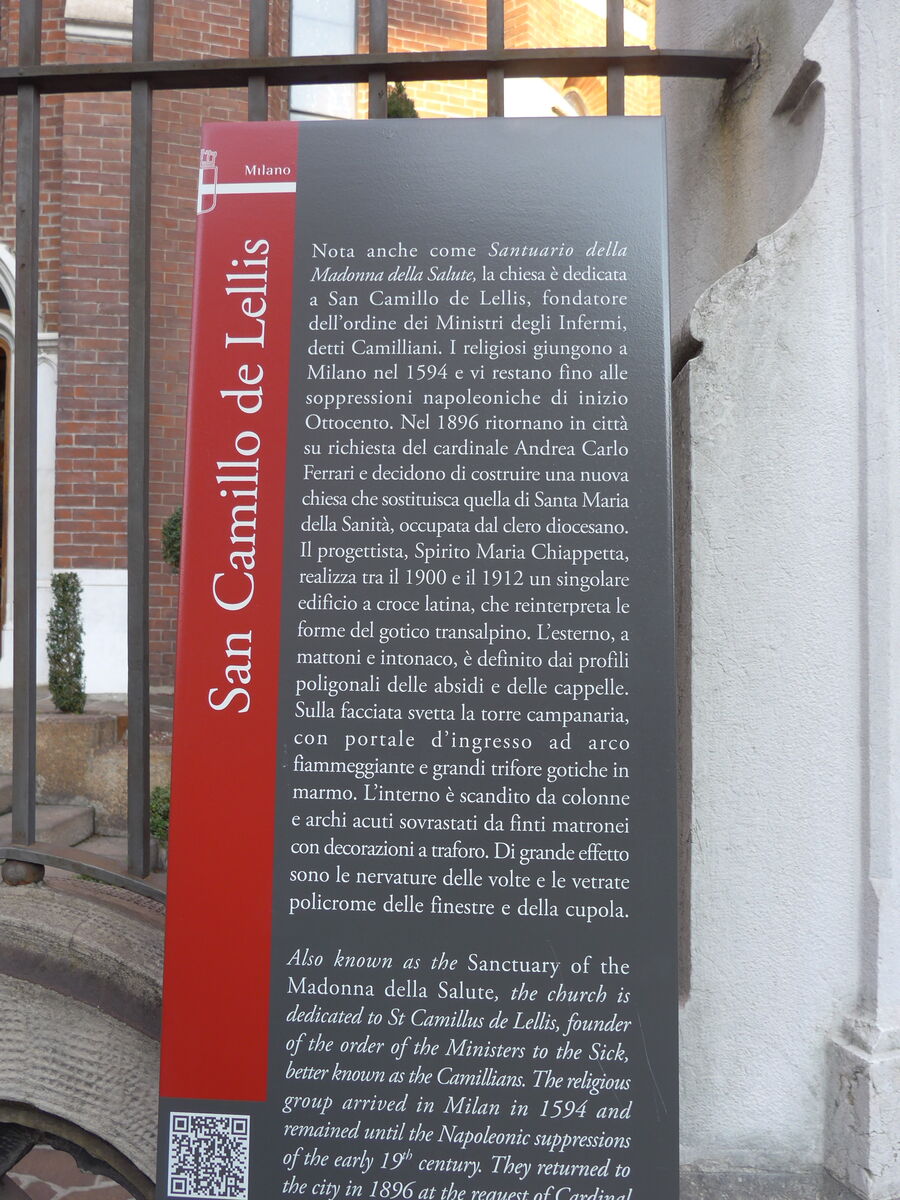 Milano
San Camillo de Lellis
Nota anche come Santuario della
Madonna della Salute, la chiesa è dedicata
a San Camillo de Lellis, fondatore
dell'ordine dei Ministri degli Infermi,
detti Camilliani. I religiosi giungono a
Milano nel 1594 e vi restano fino alle
soppressioni napoleoniche di inizio
Ottocento. Nel 1896 ritornano in città
su richiesta del cardinale Andrea Carlo
Ferrari e decidono di costruire una nuova
chiesa che sostituisca quella di Santa Maria
della Sanità, occupata dal clero diocesano.
Il progettista, Spirito Maria Chiappetta,
realizza tra il 1900 e il 1912 un singolare
edificio a croce latina, che reinterpreta le
forme del gotico transalpino. L'esterno, a
mattoni e intonaco, è definito dai profili
poligonali delle absidi e delle cappelle.
Sulla facciata svetta la torre campanaria,
con portale d'ingresso ad arco
fiammeggiante e grandi trifore gotiche in
marmo. L'interno è scandito da colonne
e archi acuti sovrastati da finti matronei
con decorazioni a traforo. Di grande effetto
sono le nervature delle volte e le vetrate
policrome delle finestre e della cupola.
Also known as the Sanctuary of the
Madonna della Salute, the church is
dedicated to St Camillus de Lellis, founder
of the order of the Ministers to the Sick,
better known as the Camillians. The religious
group arrived in Milan in 1594 and
remained until the Napoleonic suppressions
of the early 19th century. They returned to
the city in 1896 at the request of Cardinal